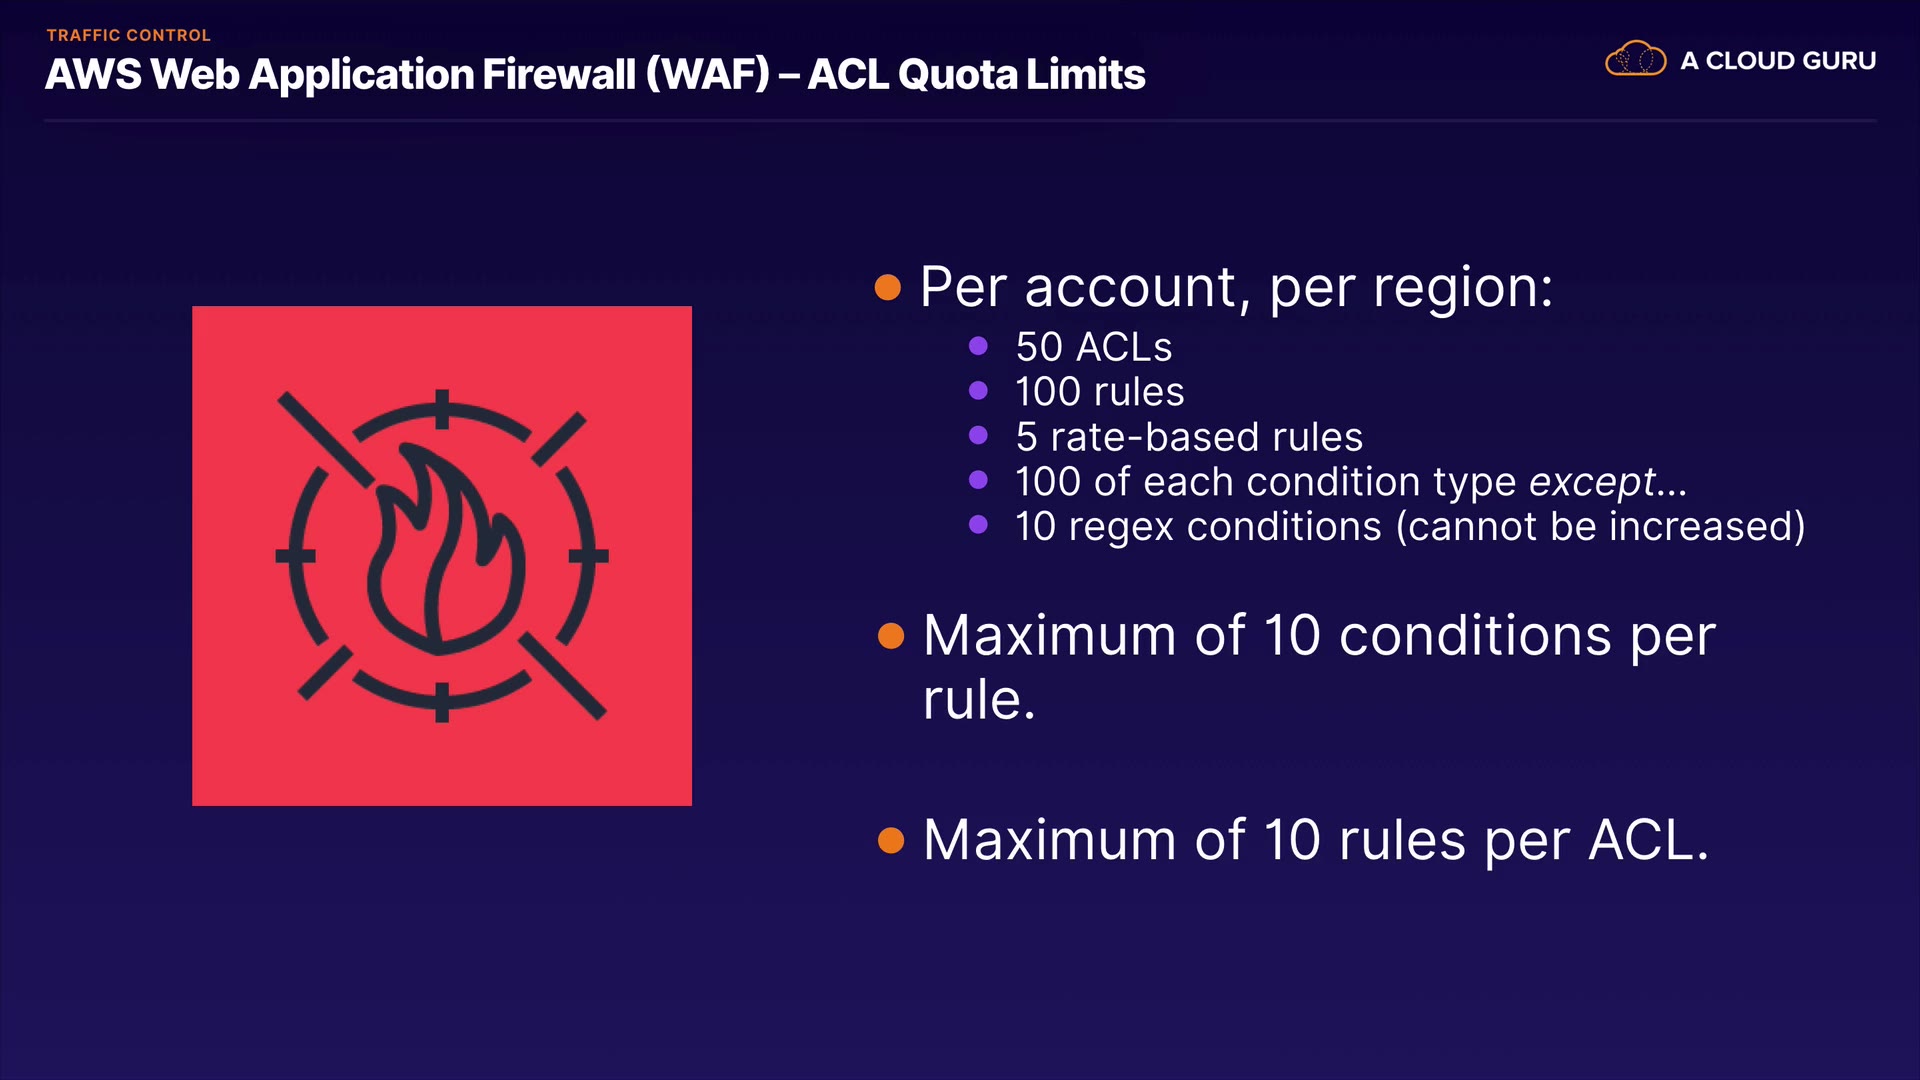 TRAFFIC CONTROL
AWS Web Application Firewall (WAF) – ACL Quota Limits
A CLOUD GURU
Per account, per region:
50 ACLs
100 rules
5 rate-based rules
100 of each condition type except...
10 regex conditions (cannot be increased)
Maximum of 10 conditions per
rule.
Maximum of 10 rules per ACL.